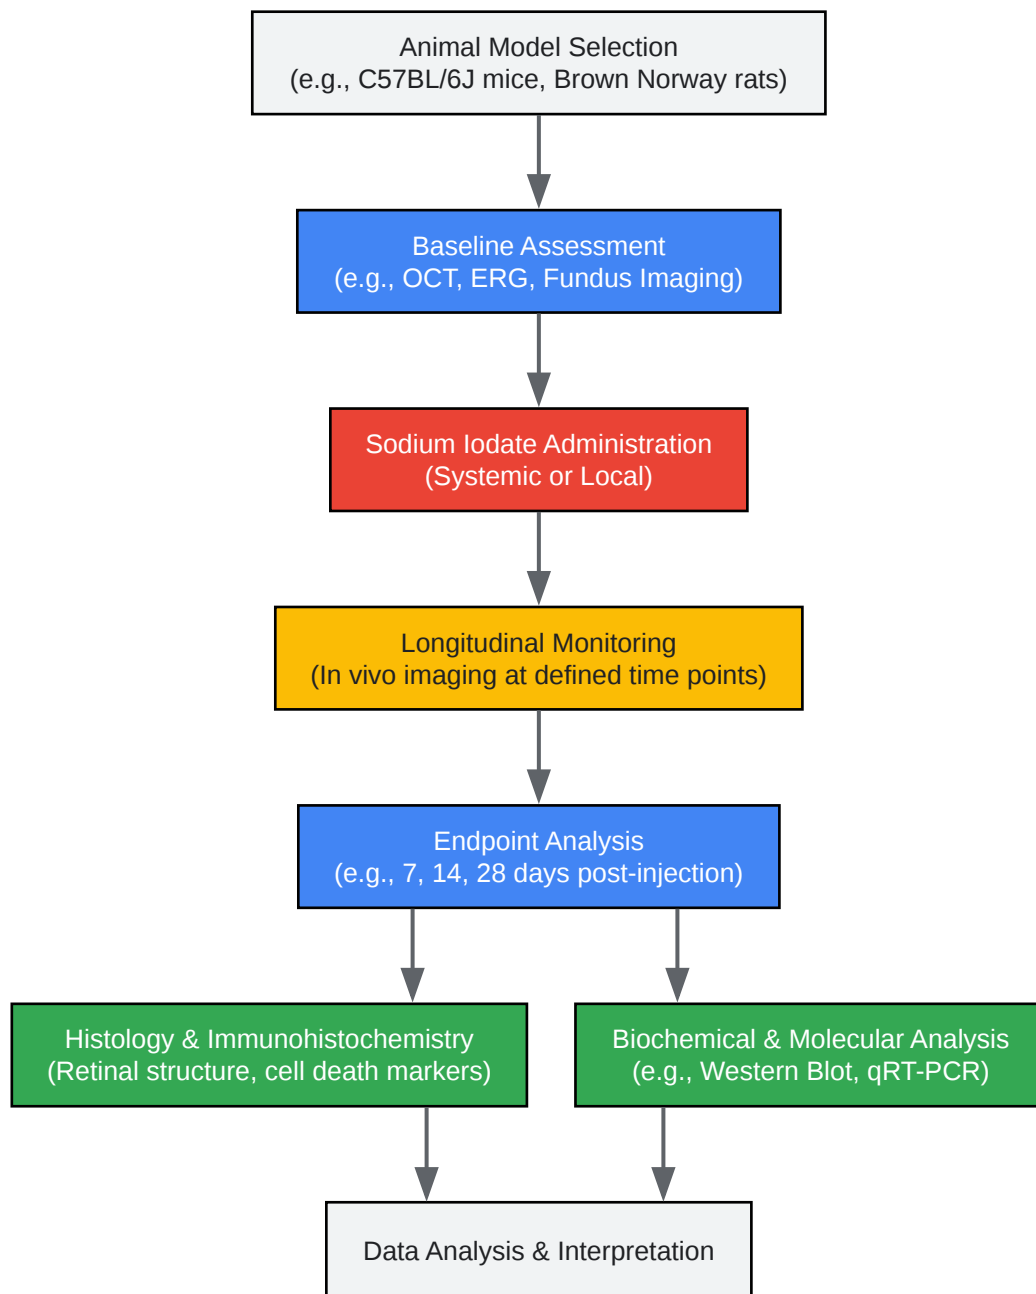 Animal Model Selection
(e.g., C57BL/6J mice, Brown Norway rats)
Baseline Assessment
(e.g., OCT, ERG, Fundus Imaging)
Sodium Iodate Administration
(Systemic or Local)
Longitudinal Monitoring
(In vivo imaging at defined time points)
Endpoint Analysis
(e.g., 7, 14, 28 days post-injection)
Histology & Immunohistochemistry
(Retinal structure, cell death markers)
Biochemical & Molecular Analysis
(e.g., Western Blot, qRT-PCR)
Data Analysis & Interpretation